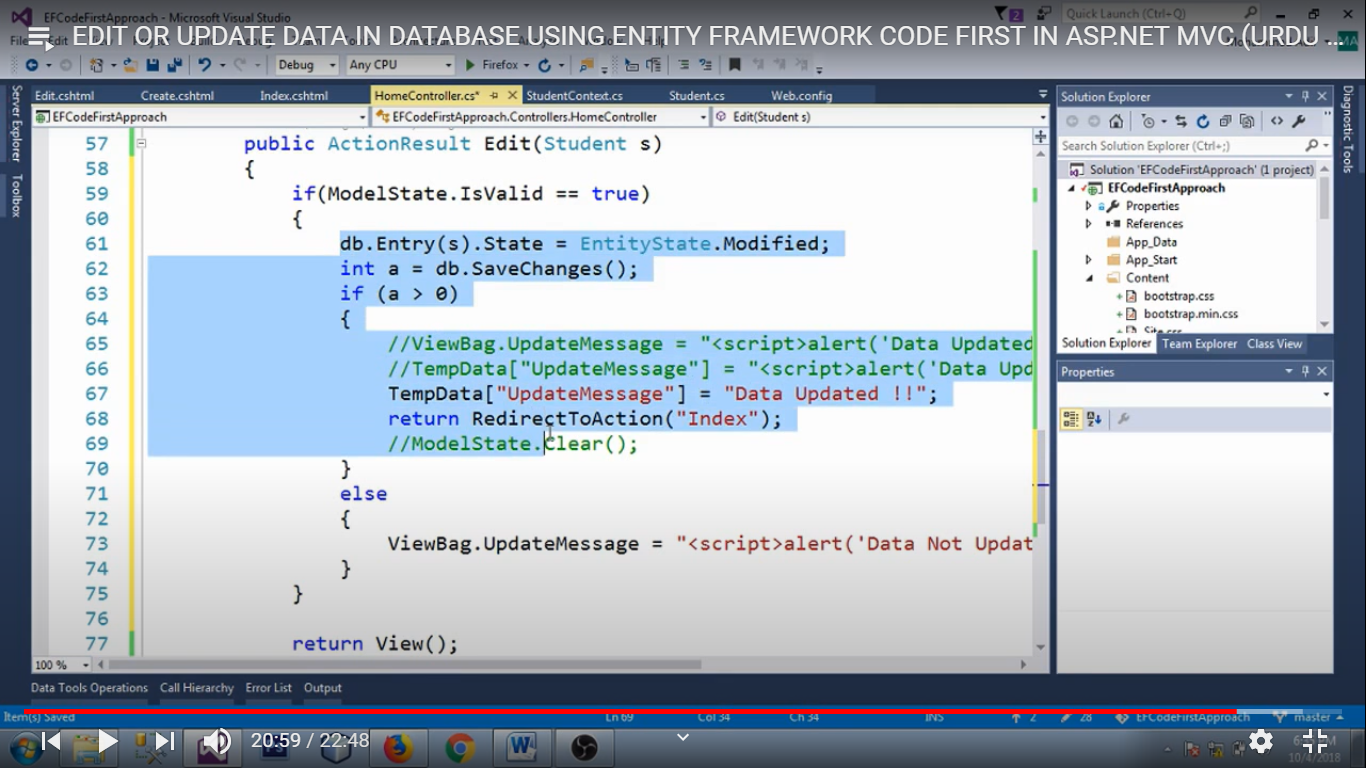 EFCodeFirstApproach - Microsoft Visual Studio
Quick Launch (Ctrl+Q)
EDIT OR UPDATE DATA IN DATABASE USING ENTITY FRAMEWORK CODE FIRST IN ASP.NET MVC (URDU ...
Debug Any CPU Firefox
Edit.cshtml Create.cshtml Index.cshtml HomeController.cs* StudentContext.cs Student.cs Web.config
EFCodeFirstApproach EFCodeFirstApproach.Controllers.HomeController Edit(Student s)
Server Explorer
Toolbox
57 public ActionResult Edit(Student s)
58 {
59 if(ModelState.IsValid == true)
60 {
61 db.Entry(s).State = EntityState.Modified;
62 int a = db.SaveChanges();
63 if (a > 0)
64 {
65 //ViewBag.UpdateMessage = "<script>alert('Data Updated
66 //TempData["UpdateMessage"] = "<script>alert('Data Upd
67 TempData["UpdateMessage"] = "Data Updated !!";
68 return RedirectToAction("Index");
69 //ModelState.Clear();
70 }
71 else
72 {
73 ViewBag.UpdateMessage = "<script>alert('Data Not Updat
74 }
75 }
76
77 return View();
100 %
Solution Explorer
Search Solution Explorer (Ctrl+;)
Solution 'EFCodeFirstApproach' (1 project)
EFCodeFirstApproach
Properties
References
App_Data
App_Start
Content
bootstrap.css
bootstrap.min.css
Site.css
Solution Explorer Team Explorer Class View
Properties
Diagnostic Tools
Data Tools Operations Call Hierarchy Error List Output
Item(s) Saved Ln 69 Col 34 Ch 34 INS 2 28 EFCodeFirstApproach master
20:59 / 22:48
10/4/2018